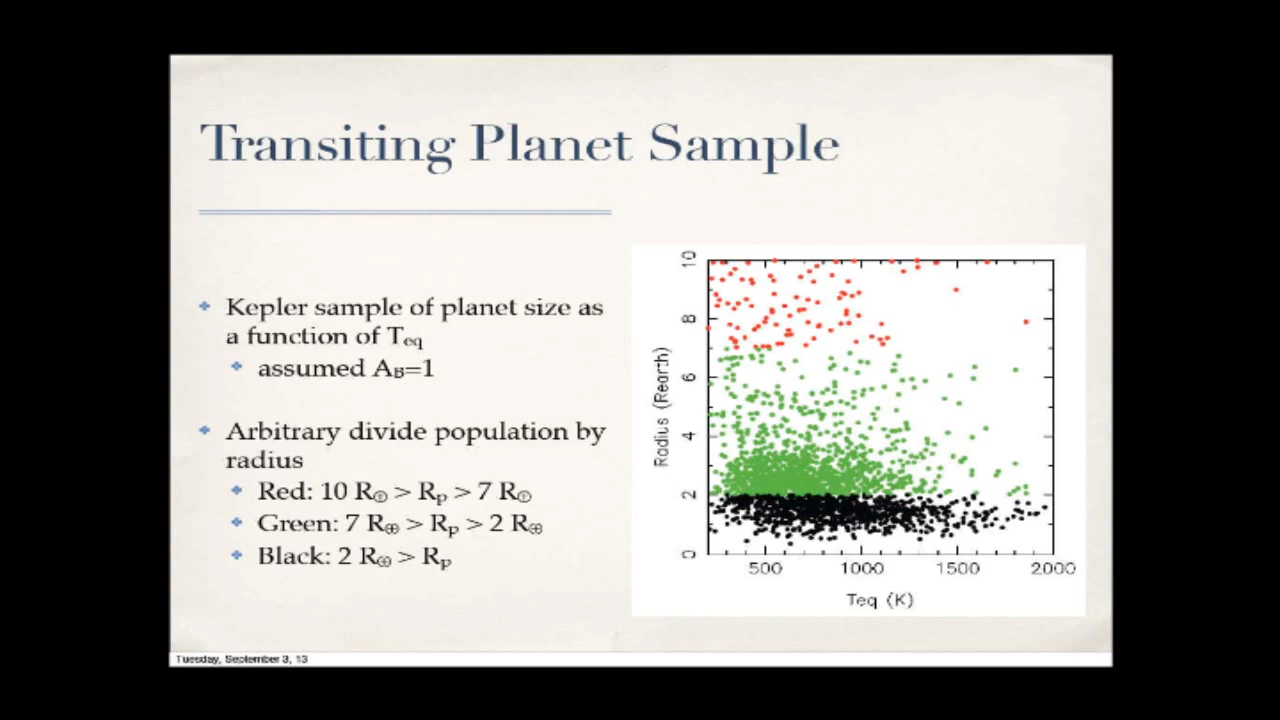 Transiting Planet Sample
Kepler sample of planet size as
a function of Teq
assumed AB=1
Arbitrary divide population by
radius
Red: 10 R⊕ > Rp > 7 R⊕
Green: 7 R⊕ > Rp > 2 R⊕
Black: 2 R⊕ > Rp
10
8
6
4
2
0
Radius (Rearth)
500 1000 1500 2000
Teq (K)
Tuesday, September 3, 13